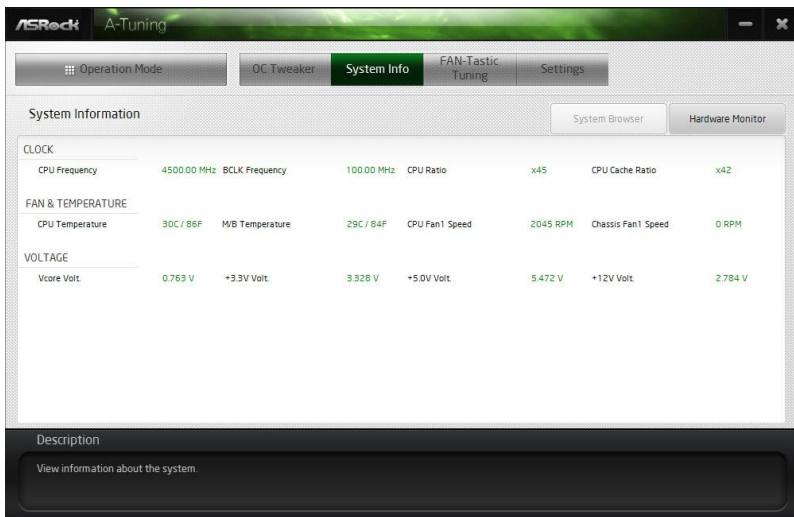 ASRock A-Tuning
Operation Mode OC Tweaker System Info FAN-Tastic Tuning Settings
System Information System Browser Hardware Monitor
CLOCK
CPU Frequency 4500.00 MHz BCLK Frequency 100.00 MHz CPU Ratio x45 CPU Cache Ratio x42
FAN & TEMPERATURE
CPU Temperature 30C / 86F M/B Temperature 29C / 84F CPU Fan1 Speed 2045 RPM Chassis Fan1 Speed 0 RPM
VOLTAGE
Vcore Volt. 0.763 V +3.3V Volt. 3.328 V +5.0V Volt. 5.472 V +12V Volt. 2.784 V
Description
View information about the system.